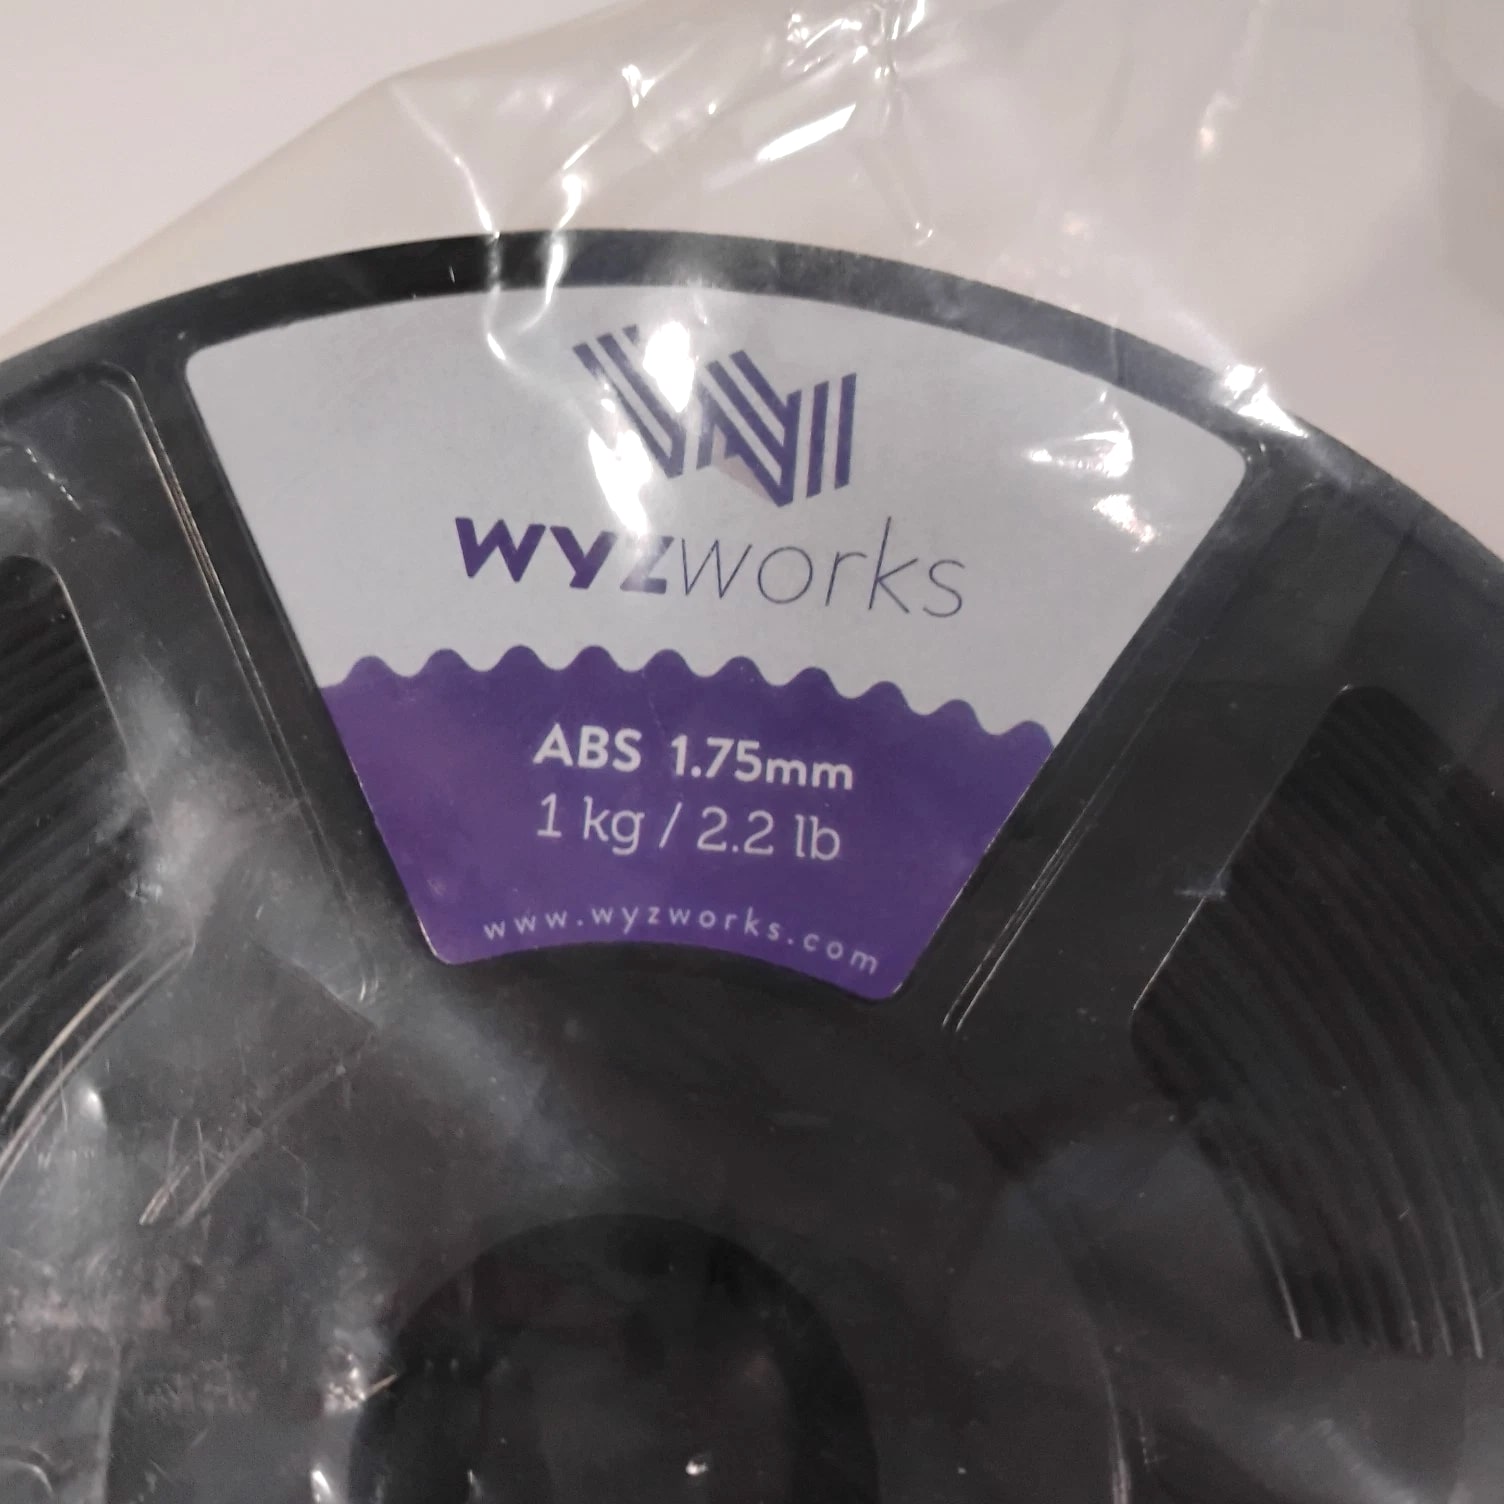 wyzworks
ABS 1.75mm
1 kg / 2.2 lb
www.wyzworks.com